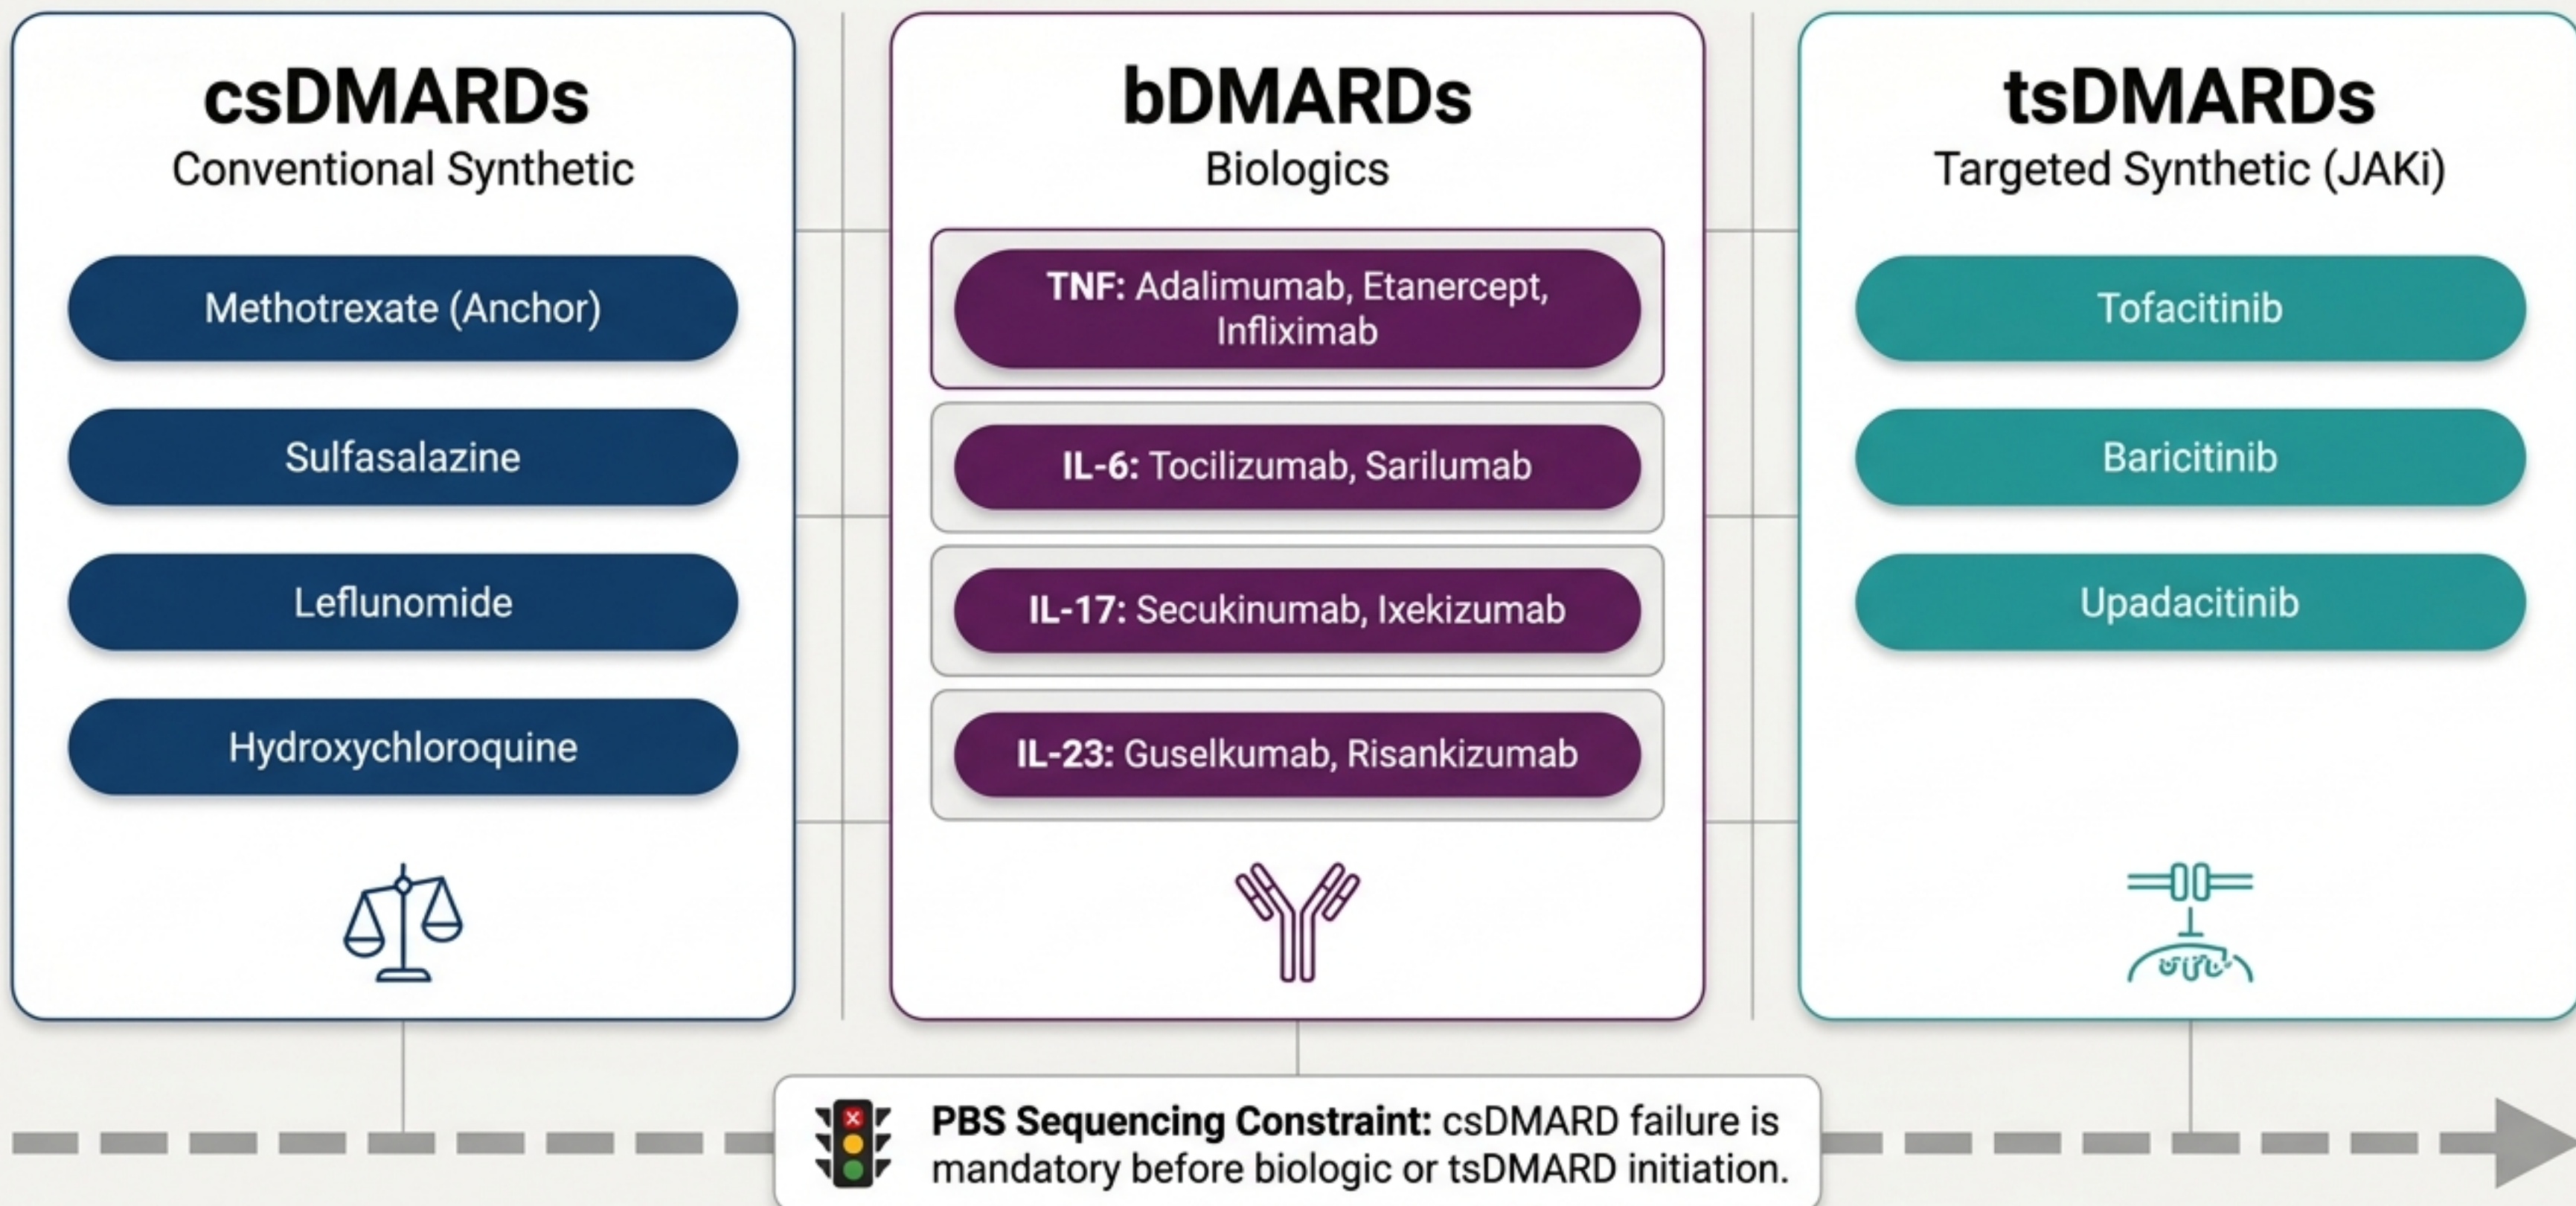 csDMARDs
Conventional Synthetic
Methotrexate (Anchor)
Sulfasalazine
Leflunomide
Hydroxychloroquine
bDMARDs
Biologics
TNF: Adalimumab, Etanercept,
Infliximab
IL-6: Tocilizumab, Sarilumab
IL-17: Secukinumab, Ixekizumab
IL-23: Guselkumab, Risankizumab
tsDMARDs
Targeted Synthetic (JAKi)
Tofacitinib
Baricitinib
Upadacitinib
PBS Sequencing Constraint: csDMARD failure is
mandatory before biologic or tsDMARD initiation.